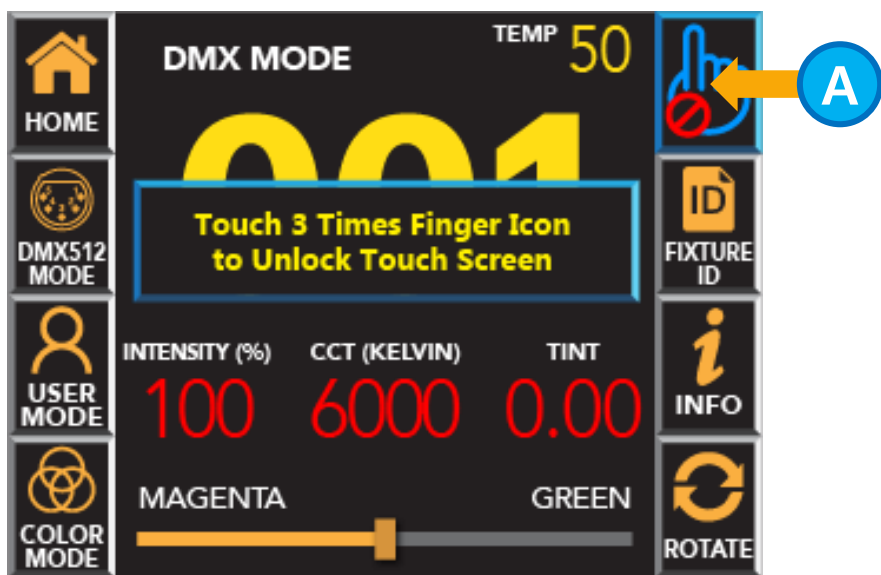 HOME
DMX512
MODE
USER
MODE
COLOR
MODE
DMX MODE
TEMP 50
001
Touch 3 Times Finger Icon
to Unlock Touch Screen
INTENSITY (%) CCT (KELVIN) TINT
100 6000 0.00
MAGENTA GREEN
A
ID
FIXTURE
ID
INFO
ROTATE